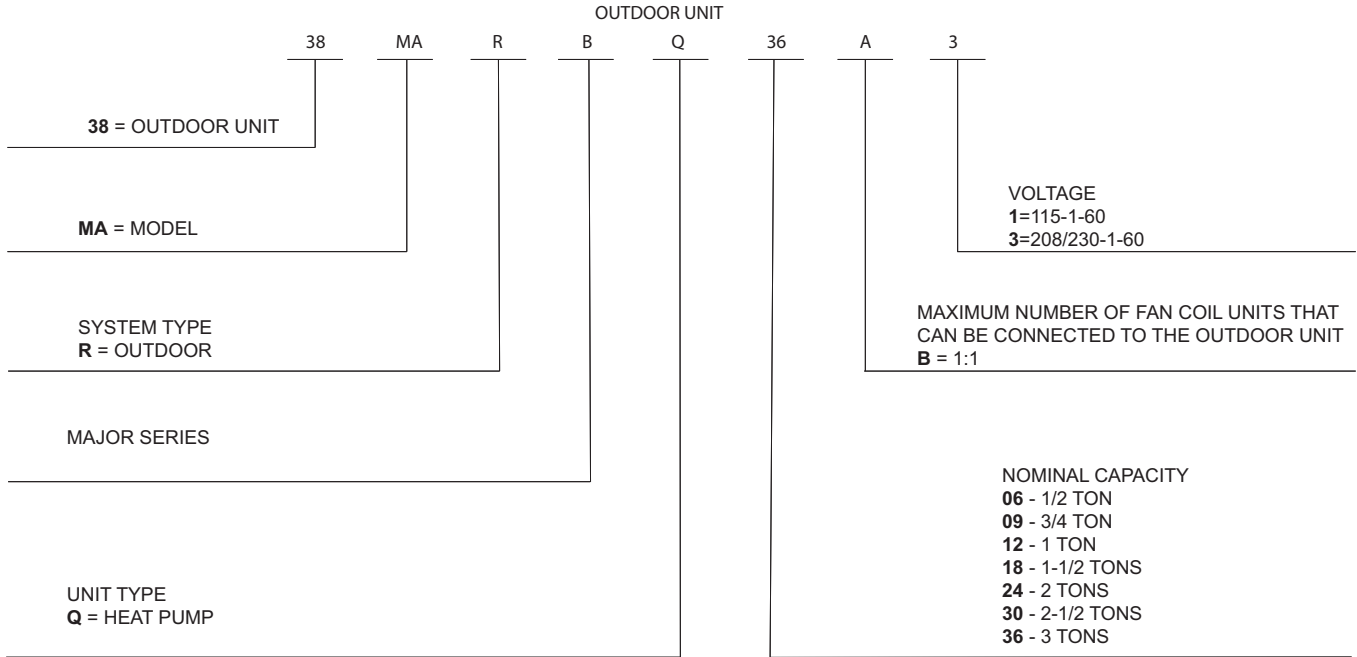 OUTDOOR UNIT
38 MA R B Q 36 A 3
38 = OUTDOOR UNIT
MA = MODEL
SYSTEM TYPE
R = OUTDOOR
MAJOR SERIES
UNIT TYPE
Q = HEAT PUMP
VOLTAGE
1=115-1-60
3=208/230-1-60
MAXIMUM NUMBER OF FAN COIL UNITS THAT
CAN BE CONNECTED TO THE OUTDOOR UNIT
B = 1:1
NOMINAL CAPACITY
06 - 1/2 TON
09 - 3/4 TON
12 - 1 TON
18 - 1-1/2 TONS
24 - 2 TONS
30 - 2-1/2 TONS
36 - 3 TONS